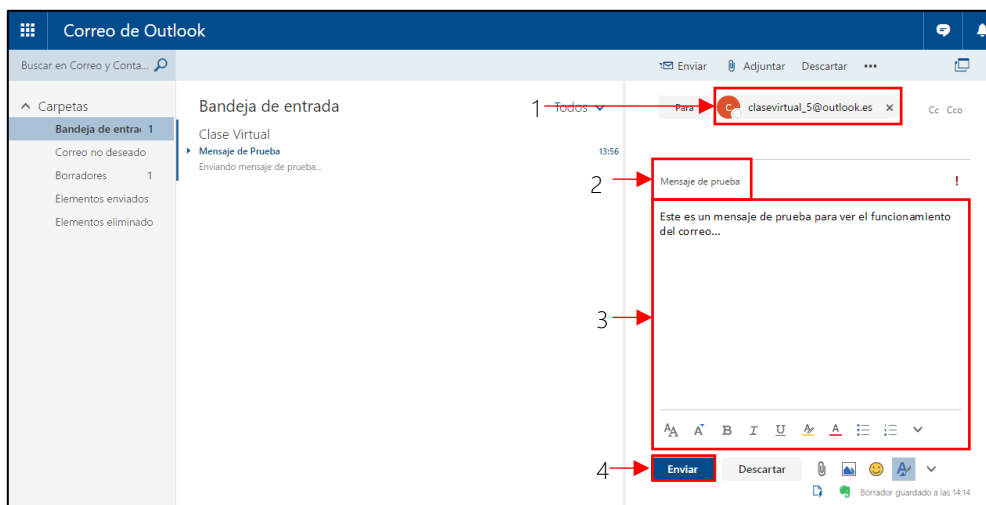 Correo de Outlook
Buscar en Correo y Conta...
Enviar Adjuntar Descartar •••
Carpetas
Bandeja de entrad 1
Correo no deseado
Borradores 1
Elementos enviados
Elementos eliminado
Bandeja de entrada
Todos
Clase Virtual
Mensaje de Prueba 13:56
Enviando mensaje de prueba...
1
Para C clasevirtual_5@outlook.es x Cc Cco
2
Mensaje de prueba !
3
Este es un mensaje de prueba para ver el funcionamiento
del correo...
AA A B I U A A
4
Enviar Descartar
Borrador guardado a las 14:14